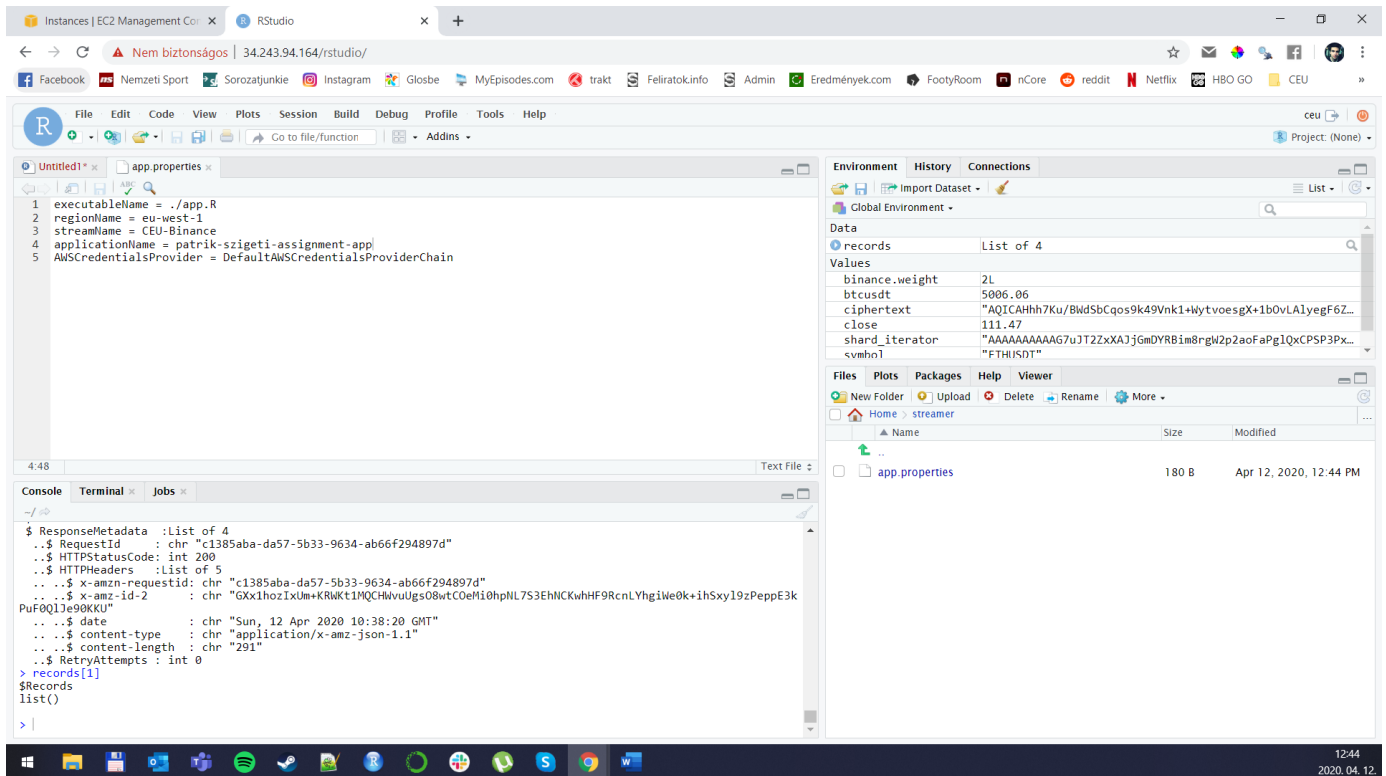 Instances | EC2 Management Con
RStudio
Nem biztonságos | 34.243.94.164/rstudio/
Facebook Nemzeti Sport Sorozatjunkie Instagram Glosbe MyEpisodes.com trakt Feliratok.info Admin Eredmények.com FootyRoom nCore reddit Netflix HBO GO CEU »
File Edit Code View Plots Session Build Debug Profile Tools Help
ceu
Go to file/function
Addins
Project: (None)
Untitled1*
app.properties
1 executableName = ./app.R
2 regionName = eu-west-1
3 streamName = CEU-Binance
4 applicationName = patrik-szigeti-assignment-app
5 AWSCredentialsProvider = DefaultAWSCredentialsProviderChain
4:48
Text File
Console Terminal Jobs
~/
$ ResponseMetadata :List of 4
..$ RequestId : chr "c1385aba-da57-5b33-9634-ab66f294897d"
..$ HTTPStatusCode: int 200
..$ HTTPHeaders :List of 5
.. ..$ x-amzn-requestid: chr "c1385aba-da57-5b33-9634-ab66f294897d"
.. ..$ x-amz-id-2 : chr "GXx1hozIxUm+KRWKt1MQCHWvuUgsO8wtCOeMi0hpNL7S3EhNCKwhHF9RcnLYhgiWe0k+ihSxyl9zPeppE3k
PuF0QlJe90KKU"
.. ..$ date : chr "Sun, 12 Apr 2020 10:38:20 GMT"
.. ..$ content-type : chr "application/x-amz-json-1.1"
.. ..$ content-length : chr "291"
..$ RetryAttempts : int 0
> records[1]
$Records
list()
>
Environment History Connections
Import Dataset
List
Global Environment
Data
records List of 4
Values
binance.weight 2L
btcusdt 5006.06
ciphertext "AQICAHhh7Ku/BWdSbCqos9k49Vnk1+WytvoesgX+1bOvLAlyegF6Z…
close 111.47
shard_iterator "AAAAAAAAAAG7uJT2ZxXAJjGmDYRBim8rgW2p2aoFaPglQxCPSP3Px…
symbol "ETHUSDT"
Files Plots Packages Help Viewer
New Folder Upload Delete Rename More
Home > streamer
Name Size Modified
..
app.properties 180 B Apr 12, 2020, 12:44 PM
12:44
2020. 04. 12.